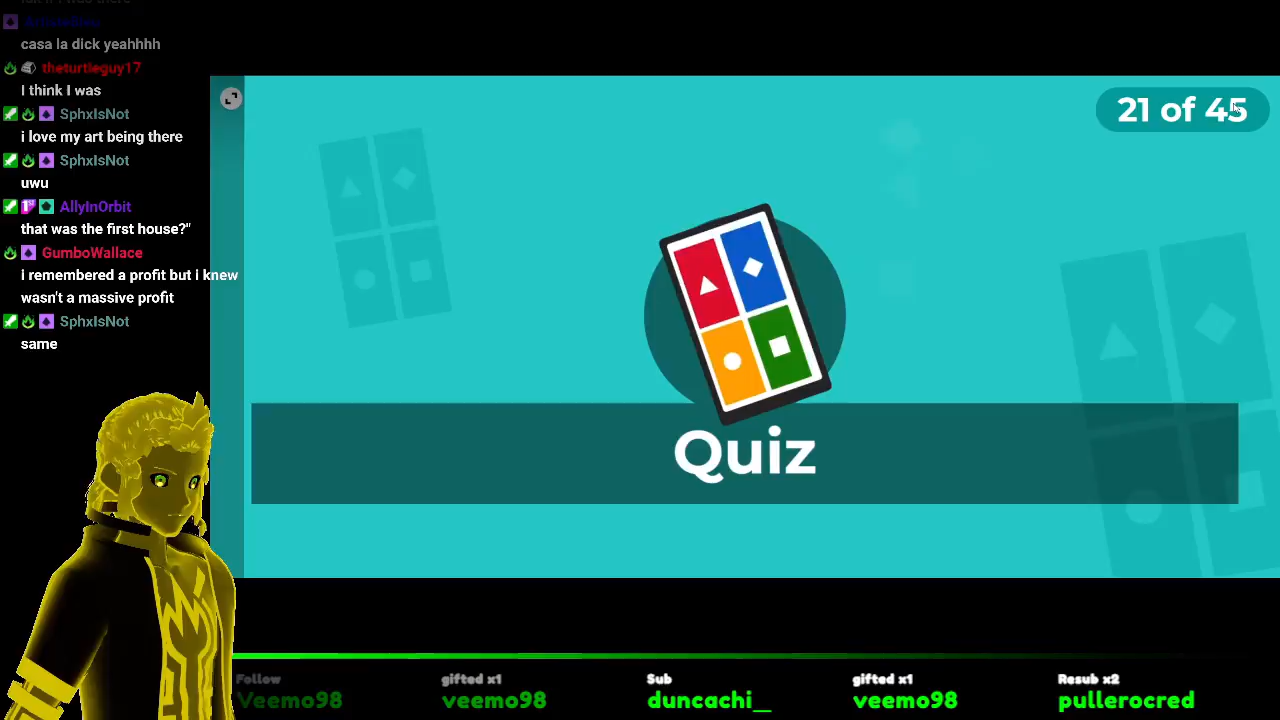 casa la dick yeahhhh
theturtleguy17
I think I was
SphxIsNot
i love my art being there
SphxIsNot
uwu
AllyInOrbit
that was the first house?"
GumboWallace
i remembered a profit but i knew
wasn't a massive profit
SphxIsNot
same
21 of 45
Quiz
Follow
Veemo98
gifted x1
veemo98
Sub
duncachi__
gifted x1
veemo98
Resub x2
pullerocred